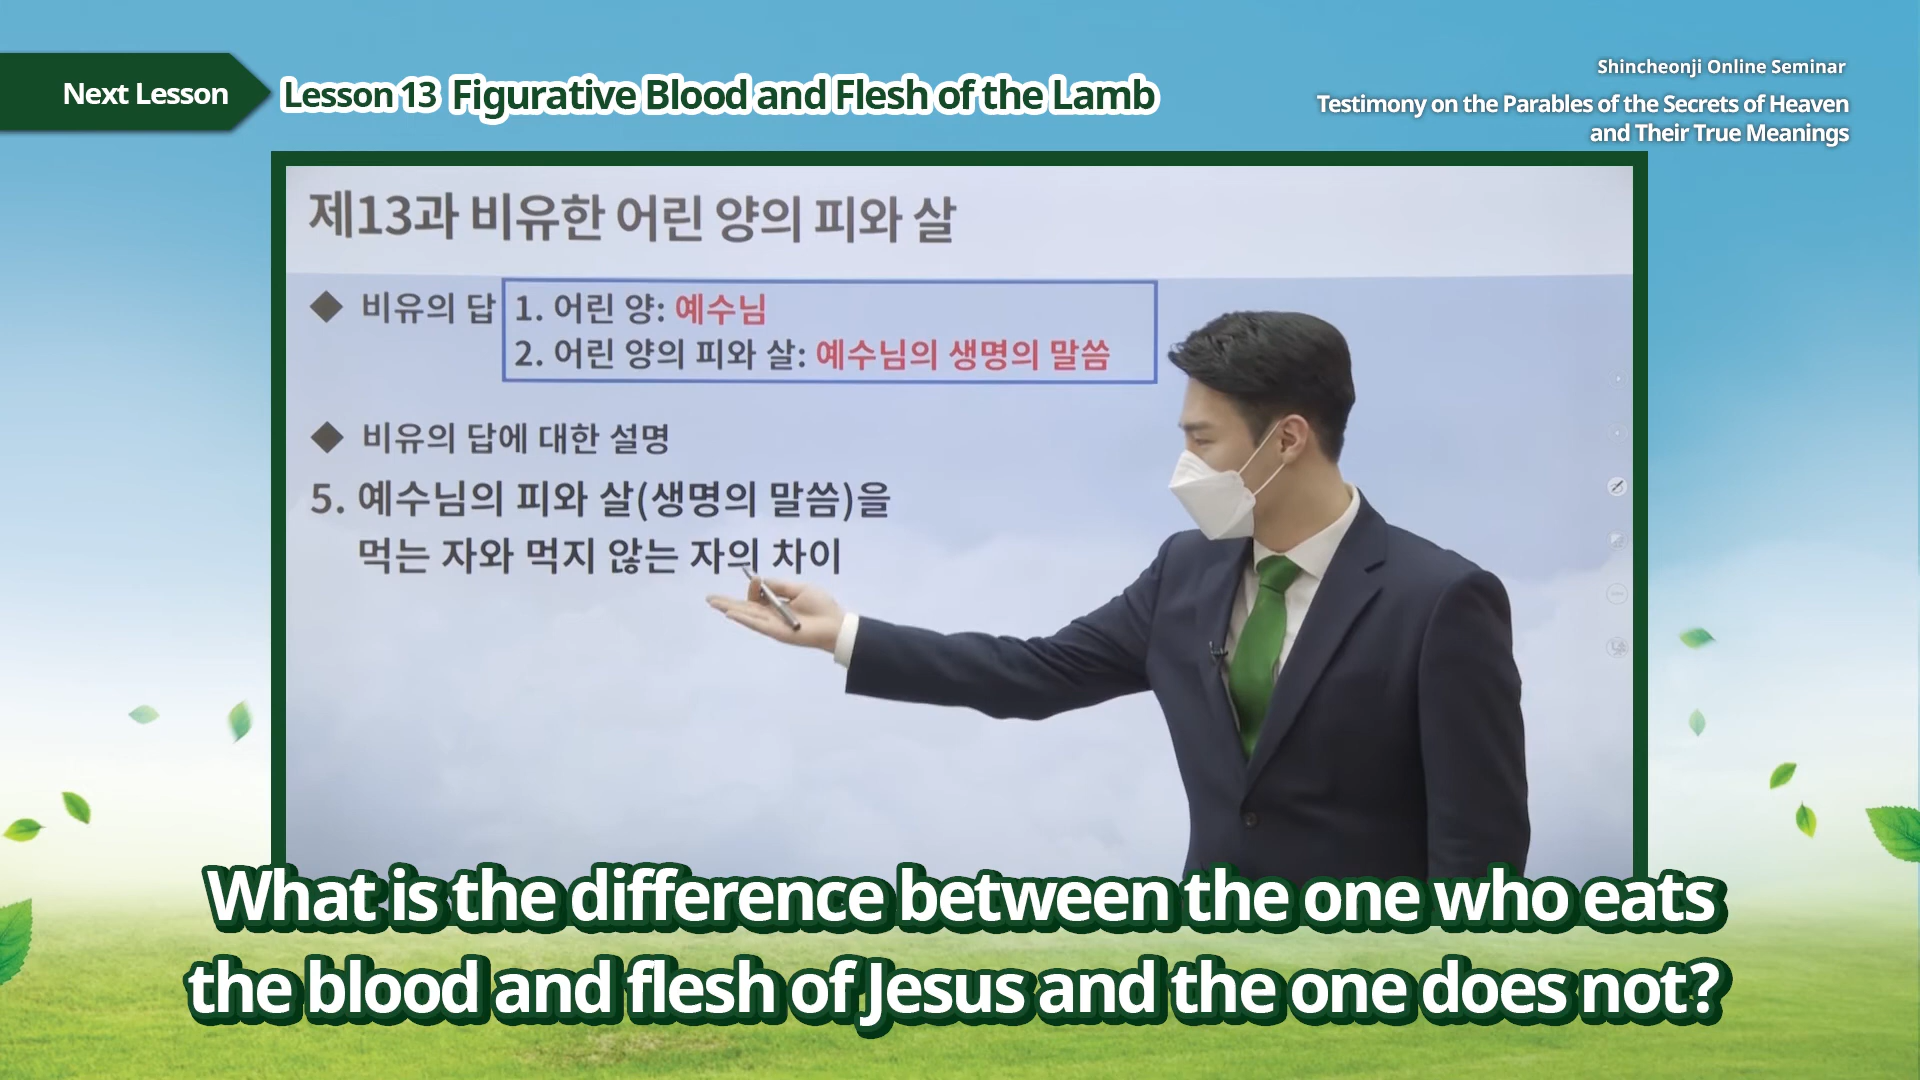 Next Lesson
Lesson 13 Figurative Blood and Flesh of the Lamb
Shincheonji Online Seminar
Testimony on the Parables of the Secrets of Heaven
and Their True Meanings
제13과 비유한 어린 양의 피와 살
◆ 비유의 답
1. 어린 양: 예수님
2. 어린 양의 피와 살: 예수님의 생명의 말씀
◆ 비유의 답에 대한 설명
5. 예수님의 피와 살(생명의 말씀)을
먹는 자와 먹지 않는 자의 차이
What is the difference between the one who eats
the blood and flesh of Jesus and the one does not?